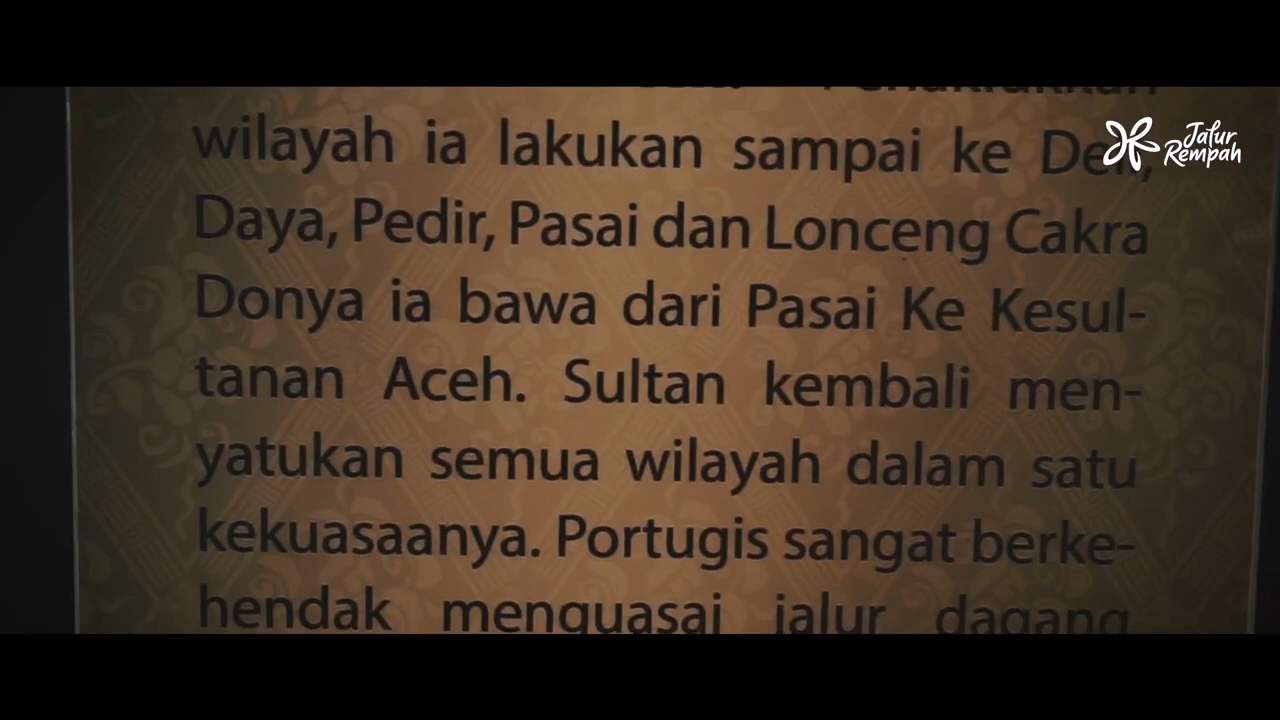 wilayah ia lakukan sampai ke Deli,
Daya, Pedir, Pasai dan Lonceng Cakra
Donya ia bawa dari Pasai Ke Kesul-
tanan Aceh. Sultan kembali men-
yatukan semua wilayah dalam satu
kekuasaanya. Portugis sangat berke-
hendak menguasai jalur dagang
Jalur
Rempah